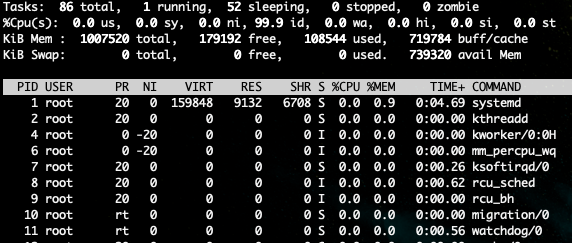 Tasks:  86 total,   1 running,  52 sleeping,   0 stopped,   0 zombie
%Cpu(s):  0.0 us,  0.0 sy,  0.0 ni, 99.9 id,  0.0 wa,  0.0 hi,  0.0 si,  0.0 st
KiB Mem :  1007520 total,   179192 free,   108544 used,   719784 buff/cache
KiB Swap:        0 total,        0 free,        0 used.   739320 avail Mem
PID USER      PR  NI    VIRT    RES    SHR S %CPU %MEM     TIME+ COMMAND
1 root      20   0  159848   9132   6708 S  0.0  0.9   0:04.69 systemd
2 root      20   0       0      0      0 S  0.0  0.0   0:00.00 kthreadd
4 root       0 -20       0      0      0 I  0.0  0.0   0:00.00 kworker/0:0H
6 root       0 -20       0      0      0 I  0.0  0.0   0:00.00 mm_percpu_wq
7 root      20   0       0      0      0 S  0.0  0.0   0:00.26 ksoftirqd/0
8 root      20   0       0      0      0 I  0.0  0.0   0:00.62 rcu_sched
9 root      20   0       0      0      0 I  0.0  0.0   0:00.00 rcu_bh
10 root      rt   0       0      0      0 S  0.0  0.0   0:00.00 migration/0
11 root      rt   0       0      0      0 S  0.0  0.0   0:00.56 watchdog/0